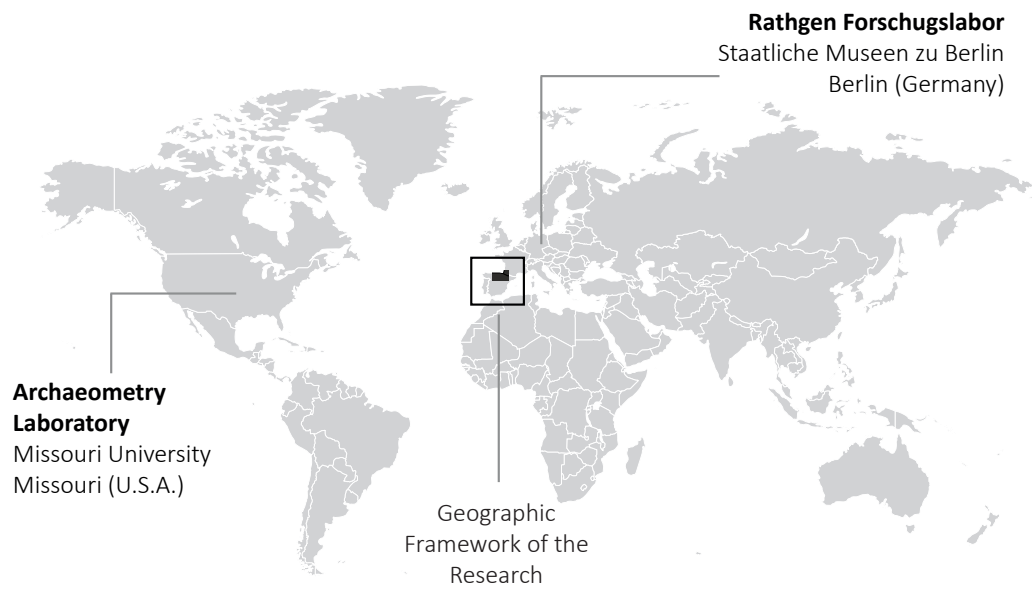 Rathgen Forschugslabor
Staatliche Museen zu Berlin
Berlin (Germany)
Archaeometry
Laboratory
Missouri University
Missouri (U.S.A.)
Geographic
Framework of the
Research